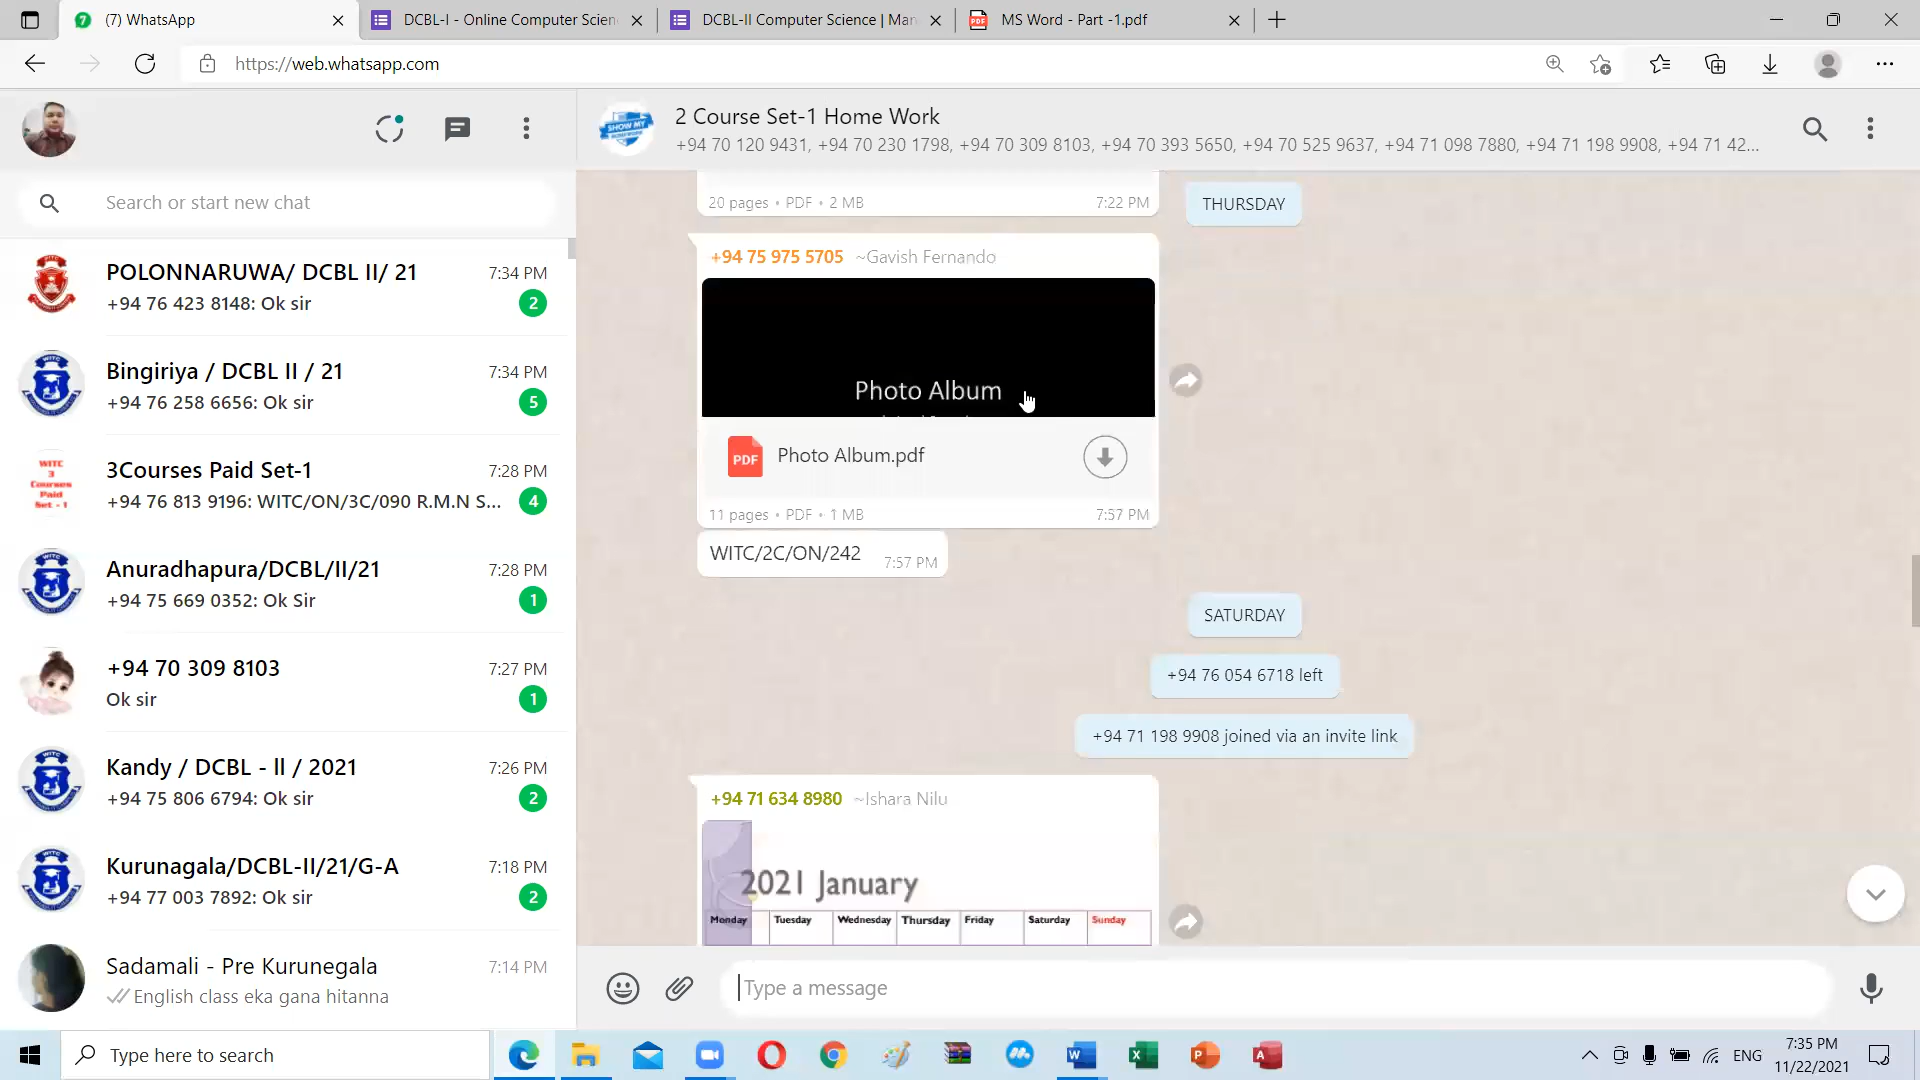 (7) WhatsApp
DCBL-I - Online Computer Scien
DCBL-II Computer Science | Mar
MS Word - Part -1.pdf
https://web.whatsapp.com
2 Course Set-1 Home Work
+94 70 120 9431, +94 70 230 1798, +94 70 309 8103, +94 70 393 5650, +94 70 525 9637, +94 71 098 7880, +94 71 198 9908, +94 71 42...
Search or start new chat
POLONNARUWA/ DCBL II/ 21
7:34 PM
+94 76 423 8148: Ok sir
2
Bingiriya / DCBL II / 21
7:34 PM
+94 76 258 6656: Ok sir
5
WITC
3
Courses
Paid
Set - 1
3Courses Paid Set-1
7:28 PM
+94 76 813 9196: WITC/ON/3C/090 R.M.N S...
4
Anuradhapura/DCBL/II/21
7:28 PM
+94 75 669 0352: Ok Sir
1
+94 70 309 8103
7:27 PM
Ok sir
1
Kandy / DCBL - ll / 2021
7:26 PM
+94 75 806 6794: Ok sir
2
Kurunagala/DCBL-II/21/G-A
7:18 PM
+94 77 003 7892: Ok sir
2
Sadamali - Pre Kurunegala
7:14 PM
English class eka gana hitanna
20 pages • PDF • 2 MB
7:22 PM
THURSDAY
+94 75 975 5705 ~Gavish Fernando
Photo Album
PDF
Photo Album.pdf
11 pages • PDF • 1 MB
7:57 PM
WITC/2C/ON/242
7:57 PM
SATURDAY
+94 76 054 6718 left
+94 71 198 9908 joined via an invite link
+94 71 634 8980 ~Ishara Nilu
2021 January
Monday Tuesday Wednesday Thursday Friday Saturday Sunday
Type a message
Type here to search
ENG
7:35 PM
11/22/2021